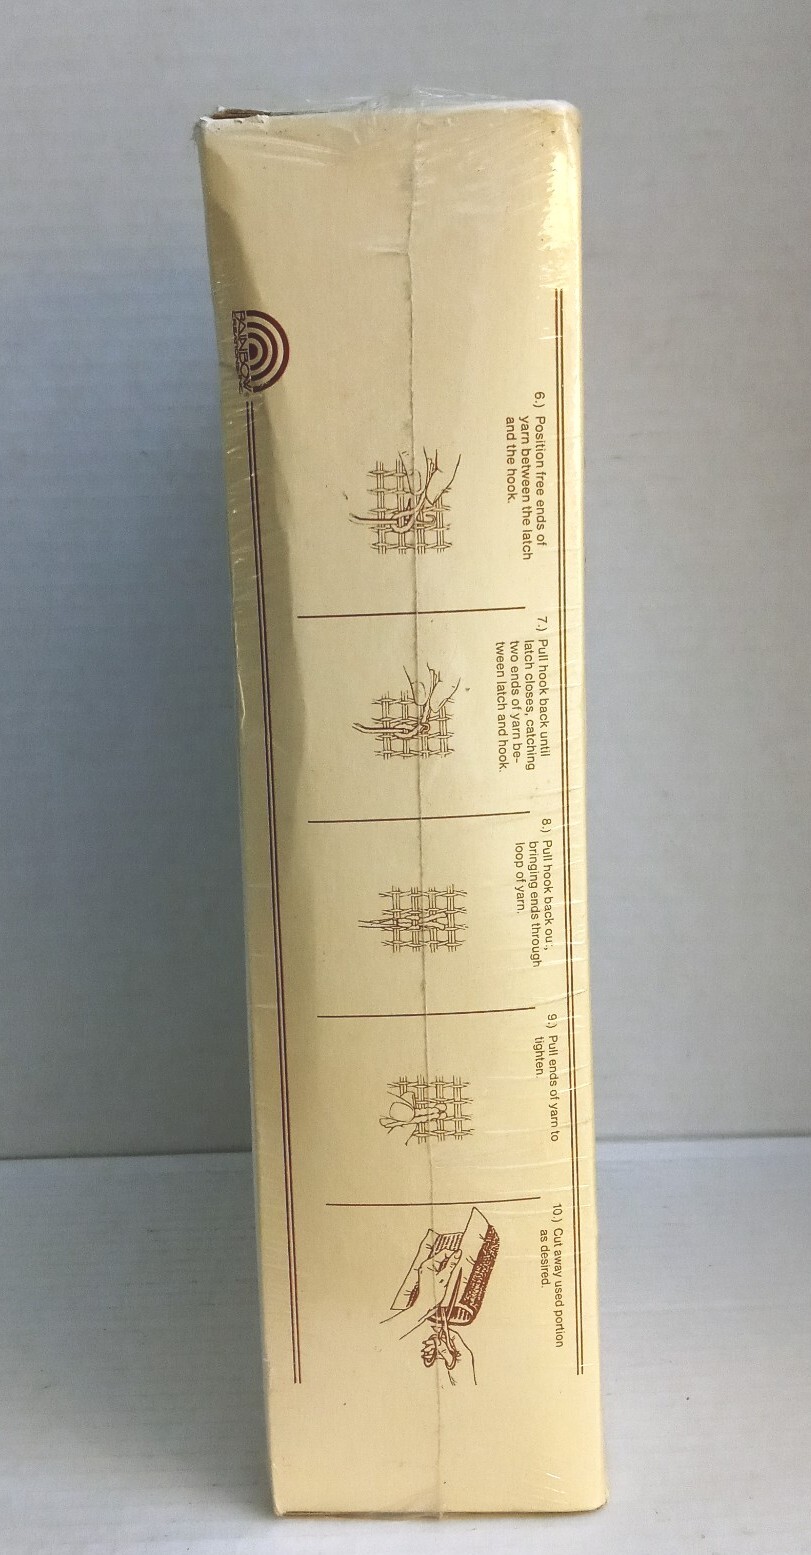 RAINBOW
6.) Position free ends of
yarn between the latch
and the hook.
7.) Pull hook back until
latch closes, catching
two ends of yarn be-
tween latch and hook.
8.) Pull hook back out,
bringing ends through
loop of yarn.
9.) Pull ends of yarn to
tighten.
10.) Cut away used portion
as desired.